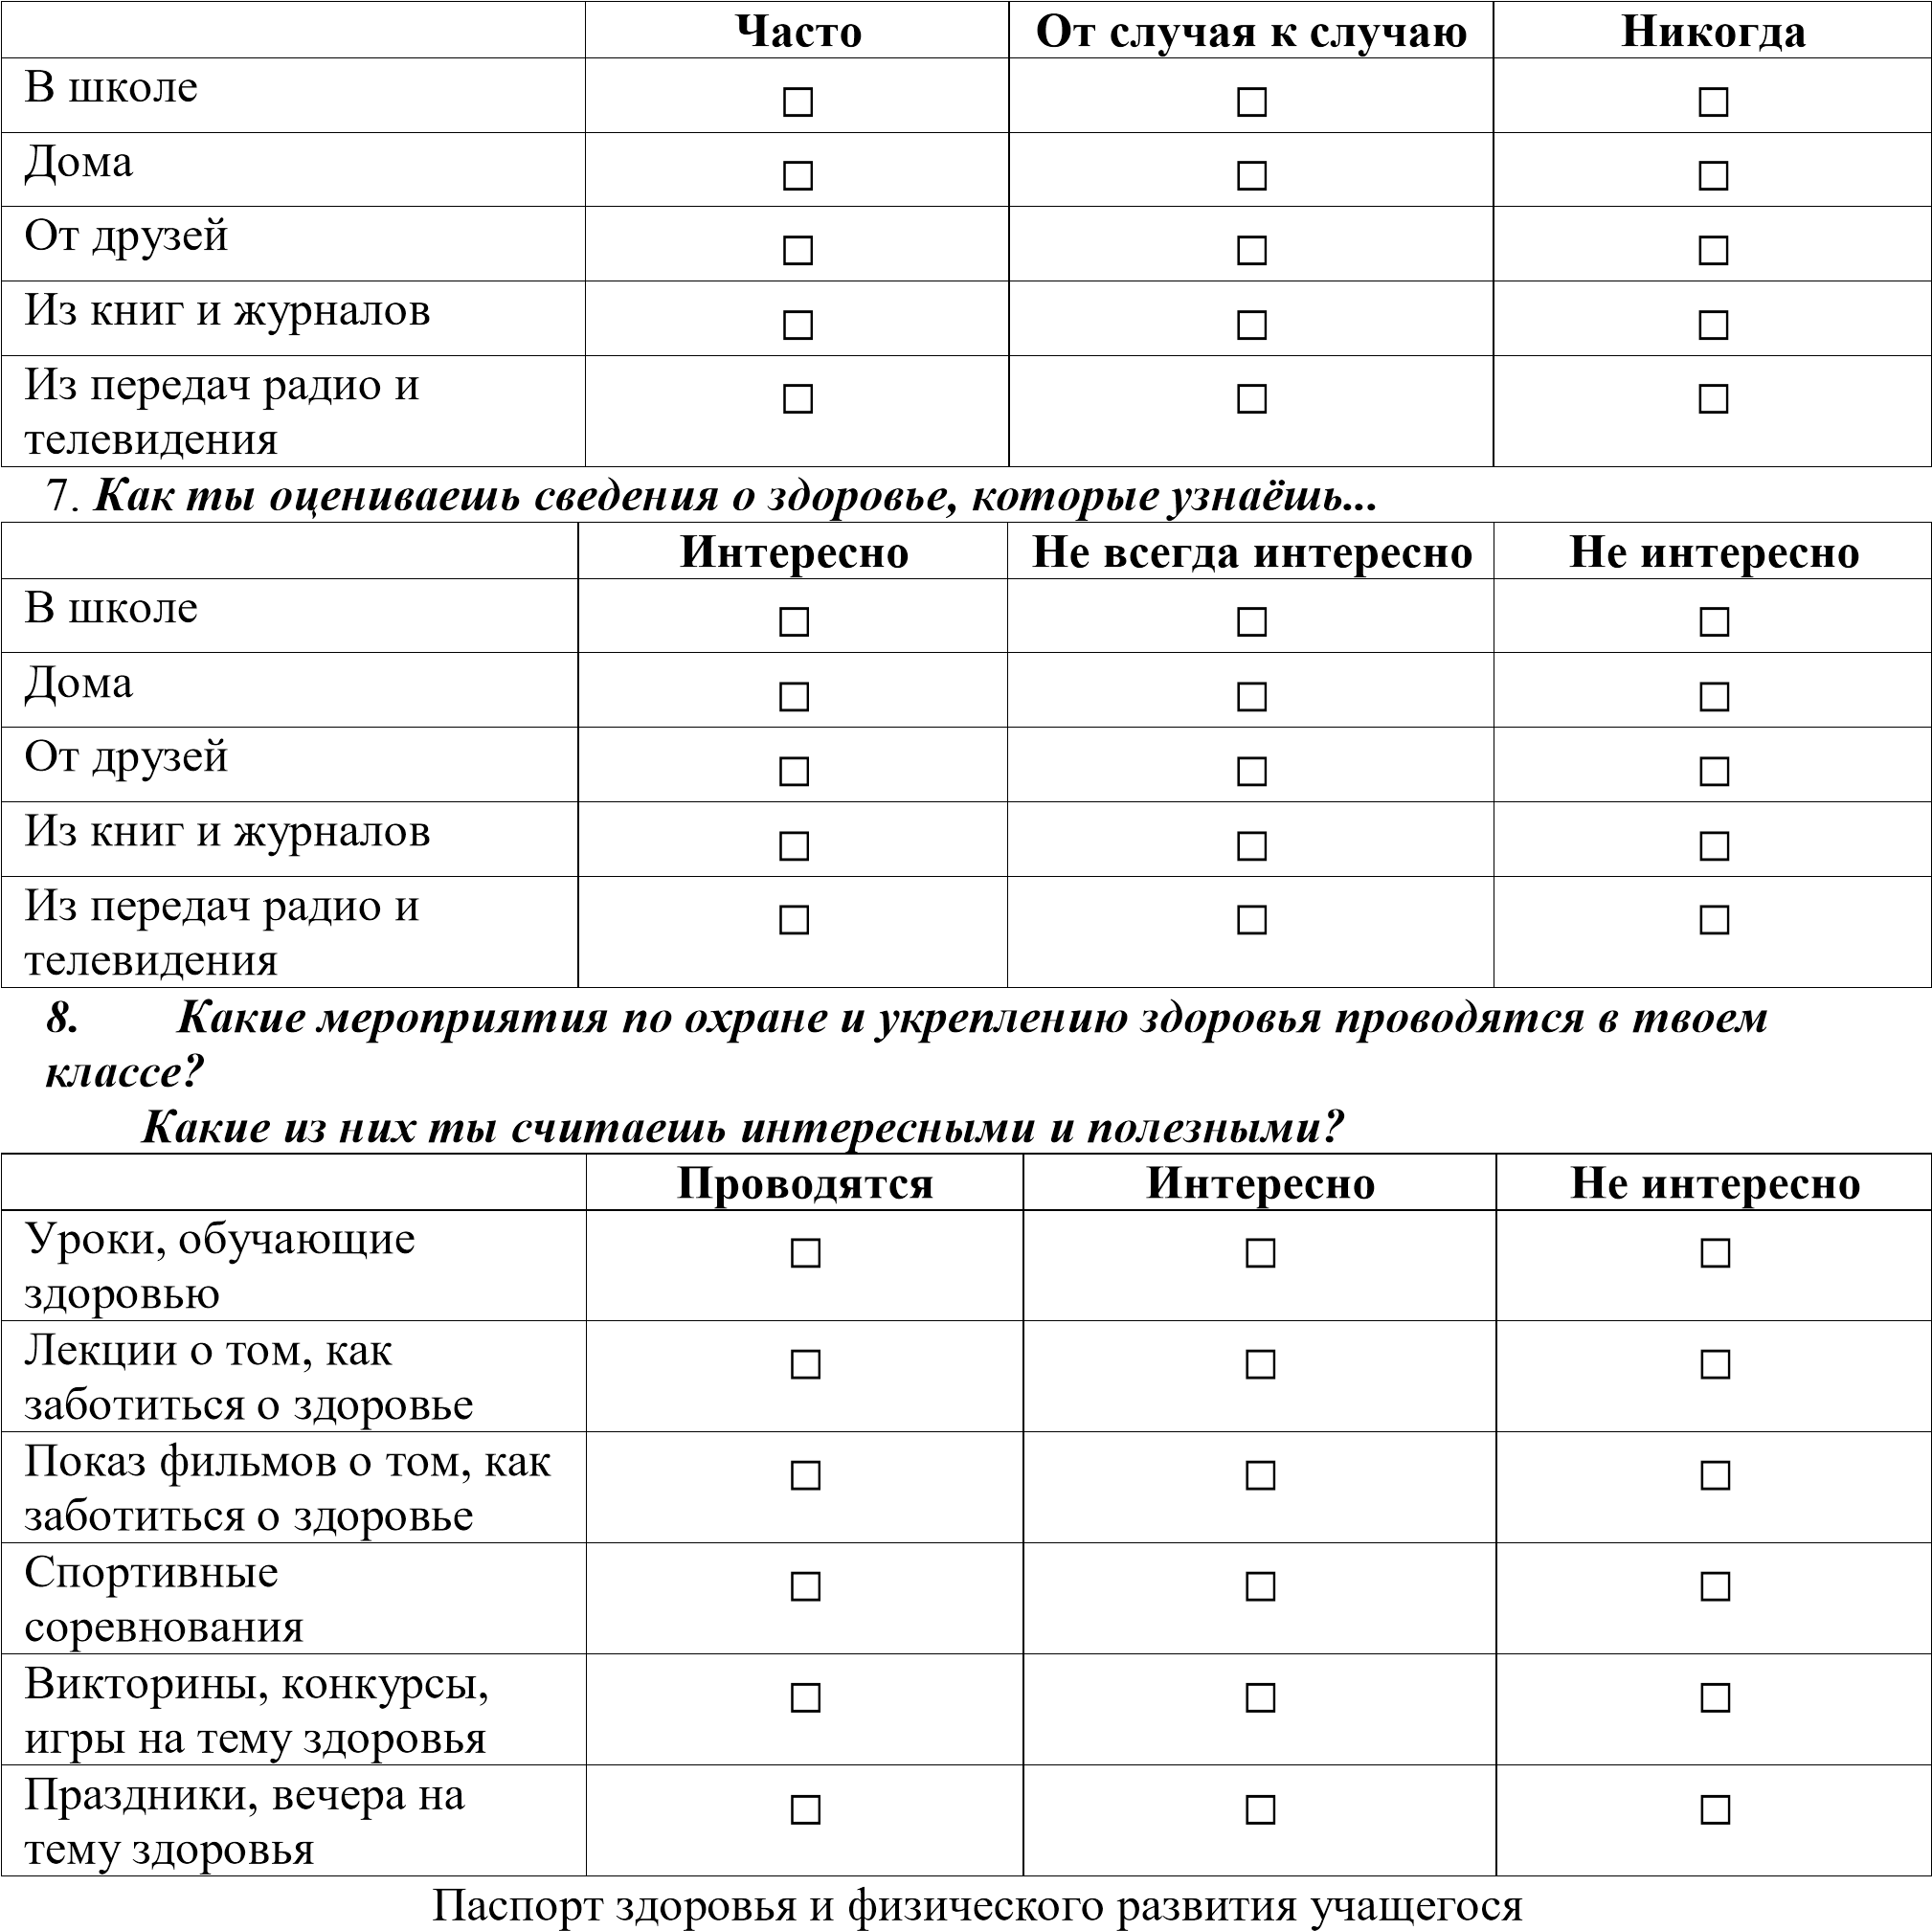 Часто От случая к случаю Никогда
В школе □ □ □
Дома □ □ □
От друзей □ □ □
Из книг и журналов □ □ □
Из передач радио и □ □ □
телевидения
7. Как ты оцениваешь сведения о здоровье, которые узнаёшь...
Интересно Не всегда интересно Не интересно
В школе □ □ □
Дома □ □ □
От друзей □ □ □
Из книг и журналов □ □ □
Из передач радио и □ □ □
телевидения
8. Какие мероприятия по охране и укреплению здоровья проводятся в твоем
классе?
Какие из них ты считаешь интересными и полезными?
Проводятся Интересно Не интересно
Уроки, обучающие □ □ □
здоровью
Лекции о том, как □ □ □
заботиться о здоровье
Показ фильмов о том, как □ □ □
заботиться о здоровье
Спортивные □ □ □
соревнования
Викторины, конкурсы, □ □ □
игры на тему здоровья
Праздники, вечера на □ □ □
тему здоровья
Паспорт здоровья и физического развития учащегося